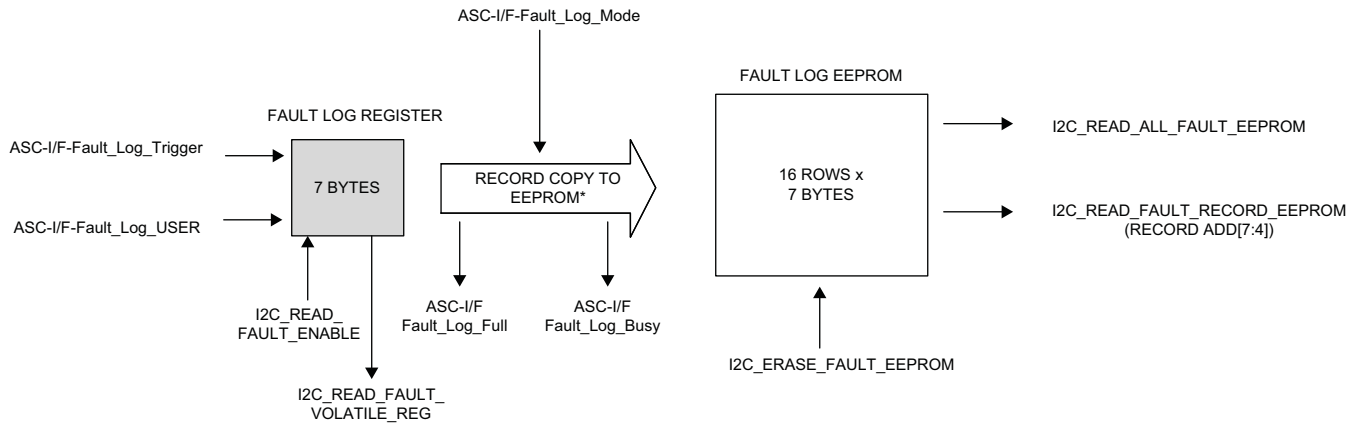 ASC-I/F-Fault_Log_Mode
FAULT LOG EEPROM
FAULT LOG REGISTER
ASC-I/F-Fault_Log_Trigger
I2C_READ_ALL_FAULT_EEPROM
7 BYTES
RECORD COPY TO
EEPROM*
16 ROWS x
7 BYTES
ASC-I/F-Fault_Log_USER
I2C_READ_FAULT_RECORD_EEPROM
(RECORD ADD[7:4])
I2C_READ_
FAULT_ENABLE
ASC-I/F
Fault_Log_Full
ASC-I/F
Fault_Log_Busy
I2C_ERASE_FAULT_EEPROM
I2C_READ_FAULT_
VOLATILE_REG